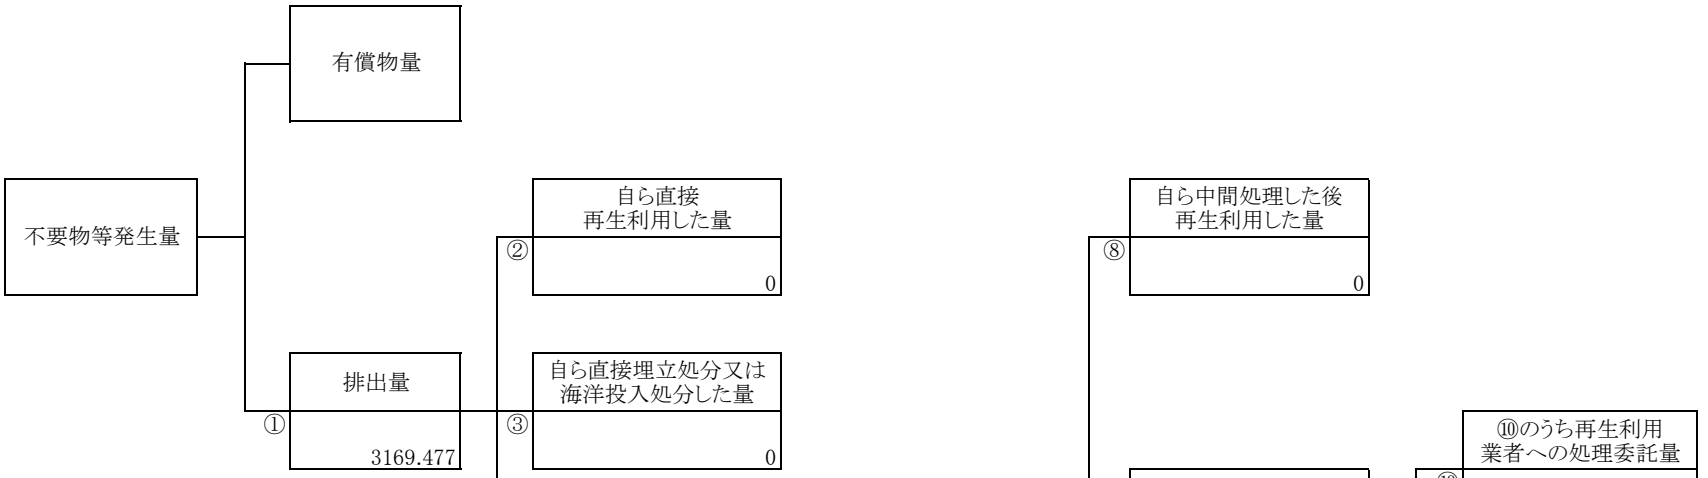 有償物量
不要物等発生量
自ら直接
再生利用した量
②
0
自ら中間処理した後
再生利用した量
⑧
0
排出量
①
3169.477
自ら直接埋立処分又は
海洋投入処分した量
③
0
⑩のうち再生利用
業者への処理委託量